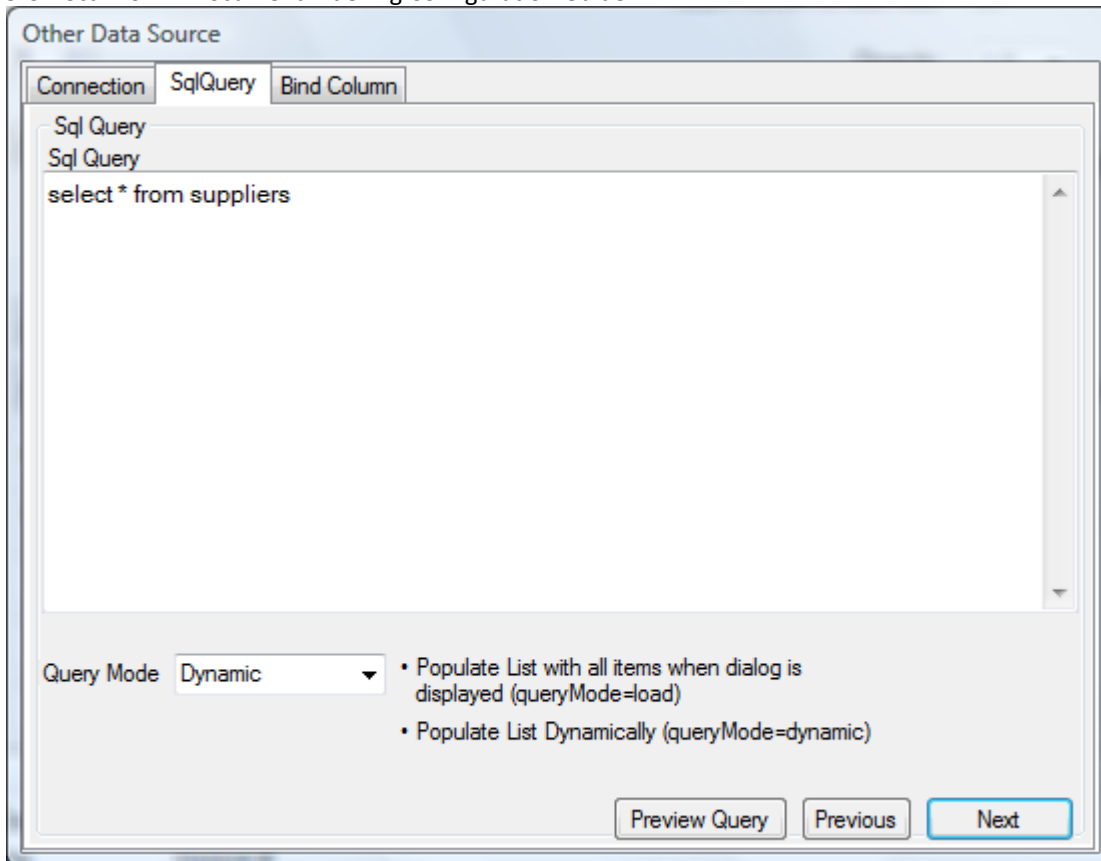 Other Data Source
Connection SqlQuery Bind Column
Sql Query
Sql Query
select * from suppliers
Query Mode Dynamic
• Populate List with all items when dialog is
displayed (queryMode=load)
• Populate List Dynamically (queryMode=dynamic)
Preview Query Previous Next